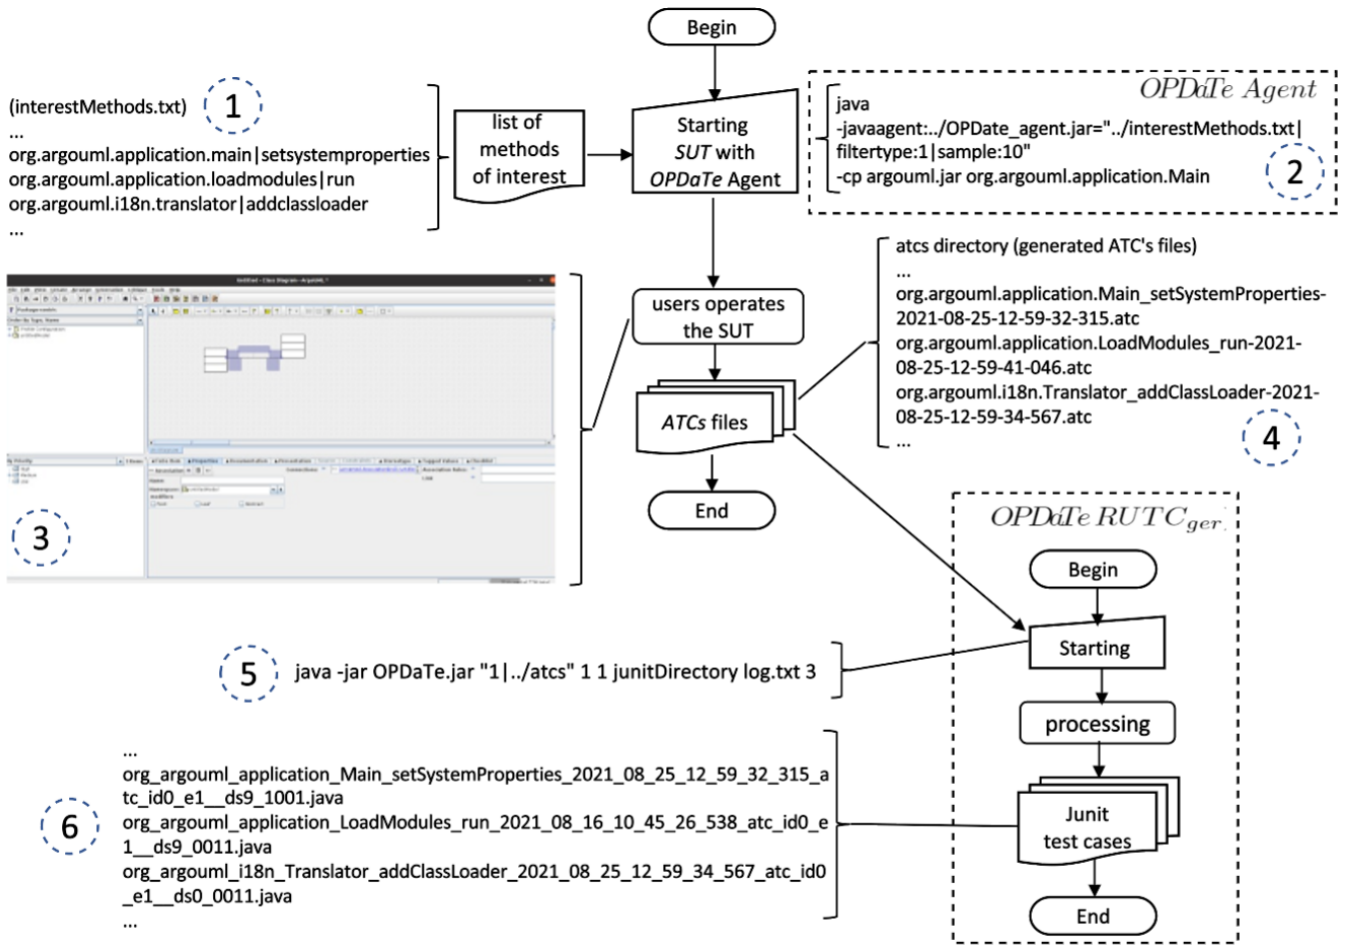 Begin
(interestMethods.txt)
1
...
org.argouml.application.main|setsystemproperties
org.argouml.application.loadmodules|run
org.argouml.i18n.translator|addclassloader
...
list of
methods
of interest
Starting
SUT with
OPDaTe Agent
OPDaTe Agent
java
-javaagent:../OPDate_agent.jar="../interestMethods.txt|
filtertype:1|sample:10"
-cp argouml.jar org.argouml.application.Main
2
users operates
the SUT
ATCs files
End
atcs directory (generated ATC's files)
...
org.argouml.application.Main_setSystemProperties-
2021-08-25-12-59-32-315.atc
org.argouml.application.LoadModules_run-2021-
08-25-12-59-41-046.atc
org.argouml.i18n.Translator_addClassLoader-2021-
08-25-12-59-34-567.atc
...
4
3
OPDaTe RUTCger.
Begin
Starting
processing
Junit
test cases
End
5
java -jar OPDaTe.jar "1|../atcs" 1 1 junitDirectory log.txt 3
...
org_argouml_application_Main_setSystemProperties_2021_08_25_12_59_32_315_a
tc_id0_e1__ds9_1001.java
org_argouml_application_LoadModules_run_2021_08_16_10_45_26_538_atc_id0_e
1__ds9_0011.java
org_argouml_i18n_Translator_addClassLoader_2021_08_25_12_59_34_567_atc_id0
_e1__ds0_0011.java
...
6